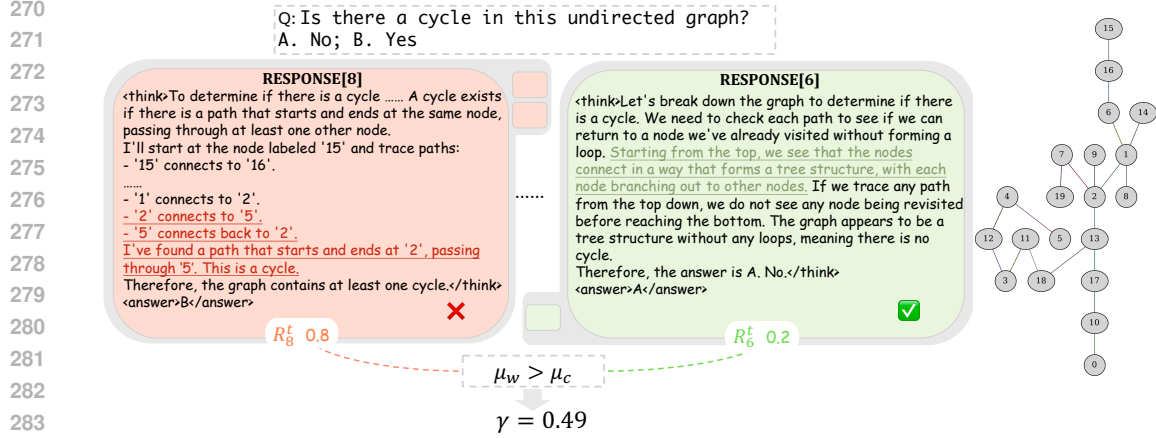 270
271
272
273
274
275
276
277
278
279
280
281
282
283
Q: Is there a cycle in this undirected graph?
A. No; B. Yes
RESPONSE[8]
<think>To determine if there is a cycle ...... A cycle exists
if there is a path that starts and ends at the same node,
passing through at least one other node.
I'll start at the node labeled '15' and trace paths:
- '15' connects to '16'.
......
- '1' connects to '2'.
- '2' connects to '5'.
- '5' connects back to '2'.
I've found a path that starts and ends at '2', passing
through '5'. This is a cycle.
Therefore, the graph contains at least one cycle.</think>
<answer>B</answer>
R_8^t 0.8
......
RESPONSE[6]
<think>Let's break down the graph to determine if there
is a cycle. We need to check each path to see if we can
return to a node we've already visited without forming a
loop. Starting from the top, we see that the nodes
connect in a way that forms a tree structure, with each
node branching out to other nodes. If we trace any path
from the top down, we do not see any node being revisited
before reaching the bottom. The graph appears to be a
tree structure without any loops, meaning there is no
cycle.
Therefore, the answer is A. No.</think>
<answer>A</answer>
R_6^t 0.2
μ_w > μ_c
γ = 0.49
15
16
6 14
7 9 1
4 19 2 8
12 11 5 13
3 18 17
10
0